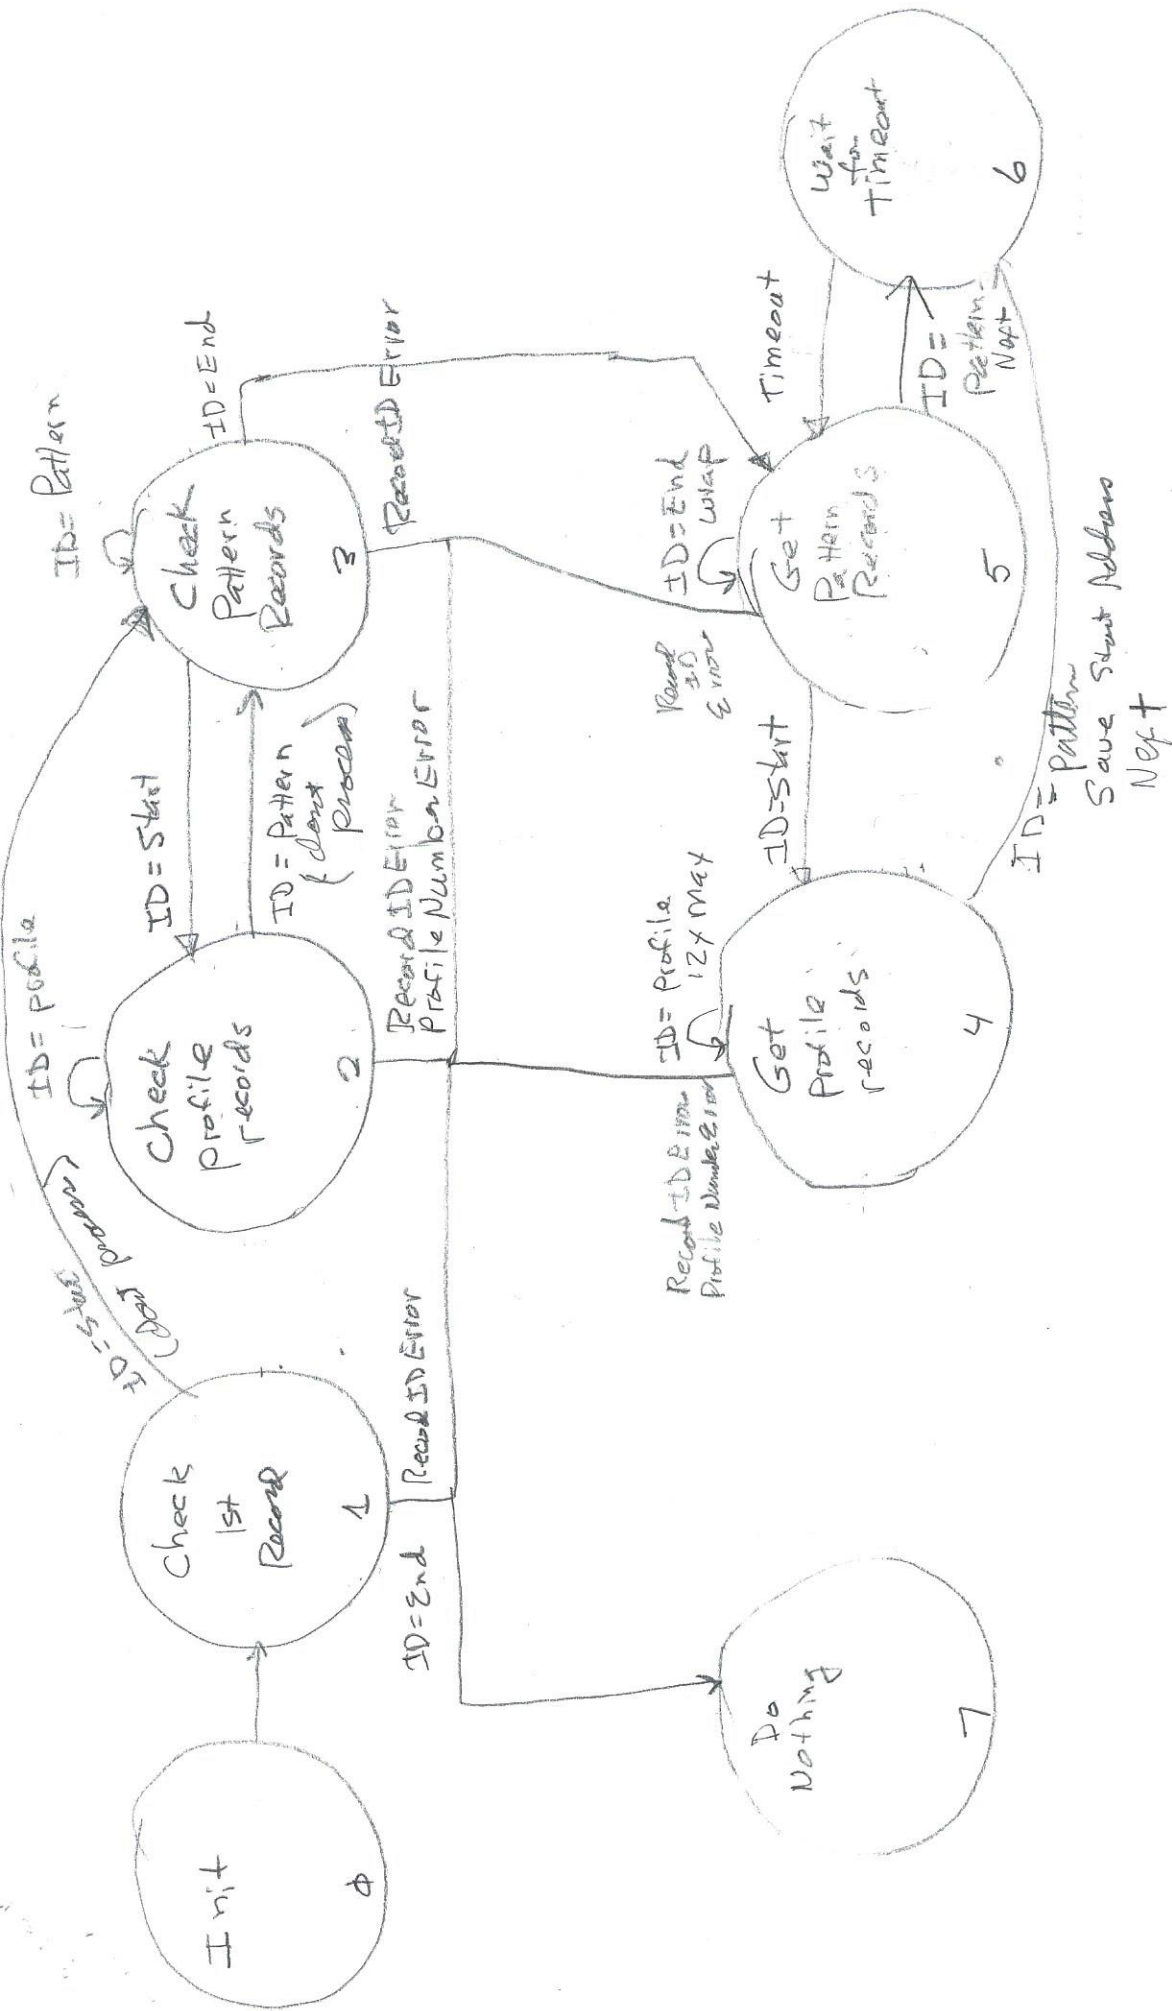 Init
0
Check
1st
Record
1
ID=Start
ID=End
Record ID Error
ID=profile
Check
profile
records
2
ID=Start
ID=Pattern
Record ID Error
Profile Number Error
ID=Pattern
Check
Pattern
Records
3
ID=End
Record ID Error
Do
Nothing
7
Record ID Error
Profile Number Error
ID=Profile
12x max
Get
Profile
records
4
ID=Start
Record
ID
Error
ID=End
Wrap
Get
Pattern
Records
5
Timeout
ID=
Pattern
Next
Wait
for
Timeout
6
ID=Pattern
Save Start Address
Next